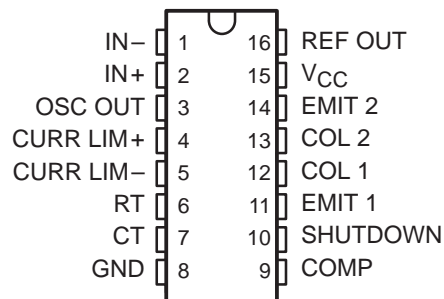 IN− 1 16 REF OUT
IN+ 2 15 VCC
OSC OUT 3 14 EMIT 2
CURR LIM+ 4 13 COL 2
CURR LIM− 5 12 COL 1
RT 6 11 EMIT 1
CT 7 10 SHUTDOWN
GND 8 9 COMP